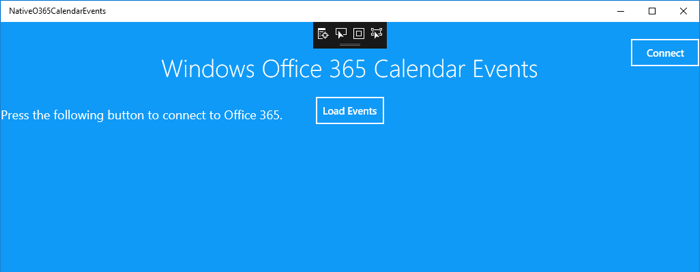 NativeO365CalendarEvents
Connect
Windows Office 365 Calendar Events
Load Events
Press the following button to connect to Office 365.